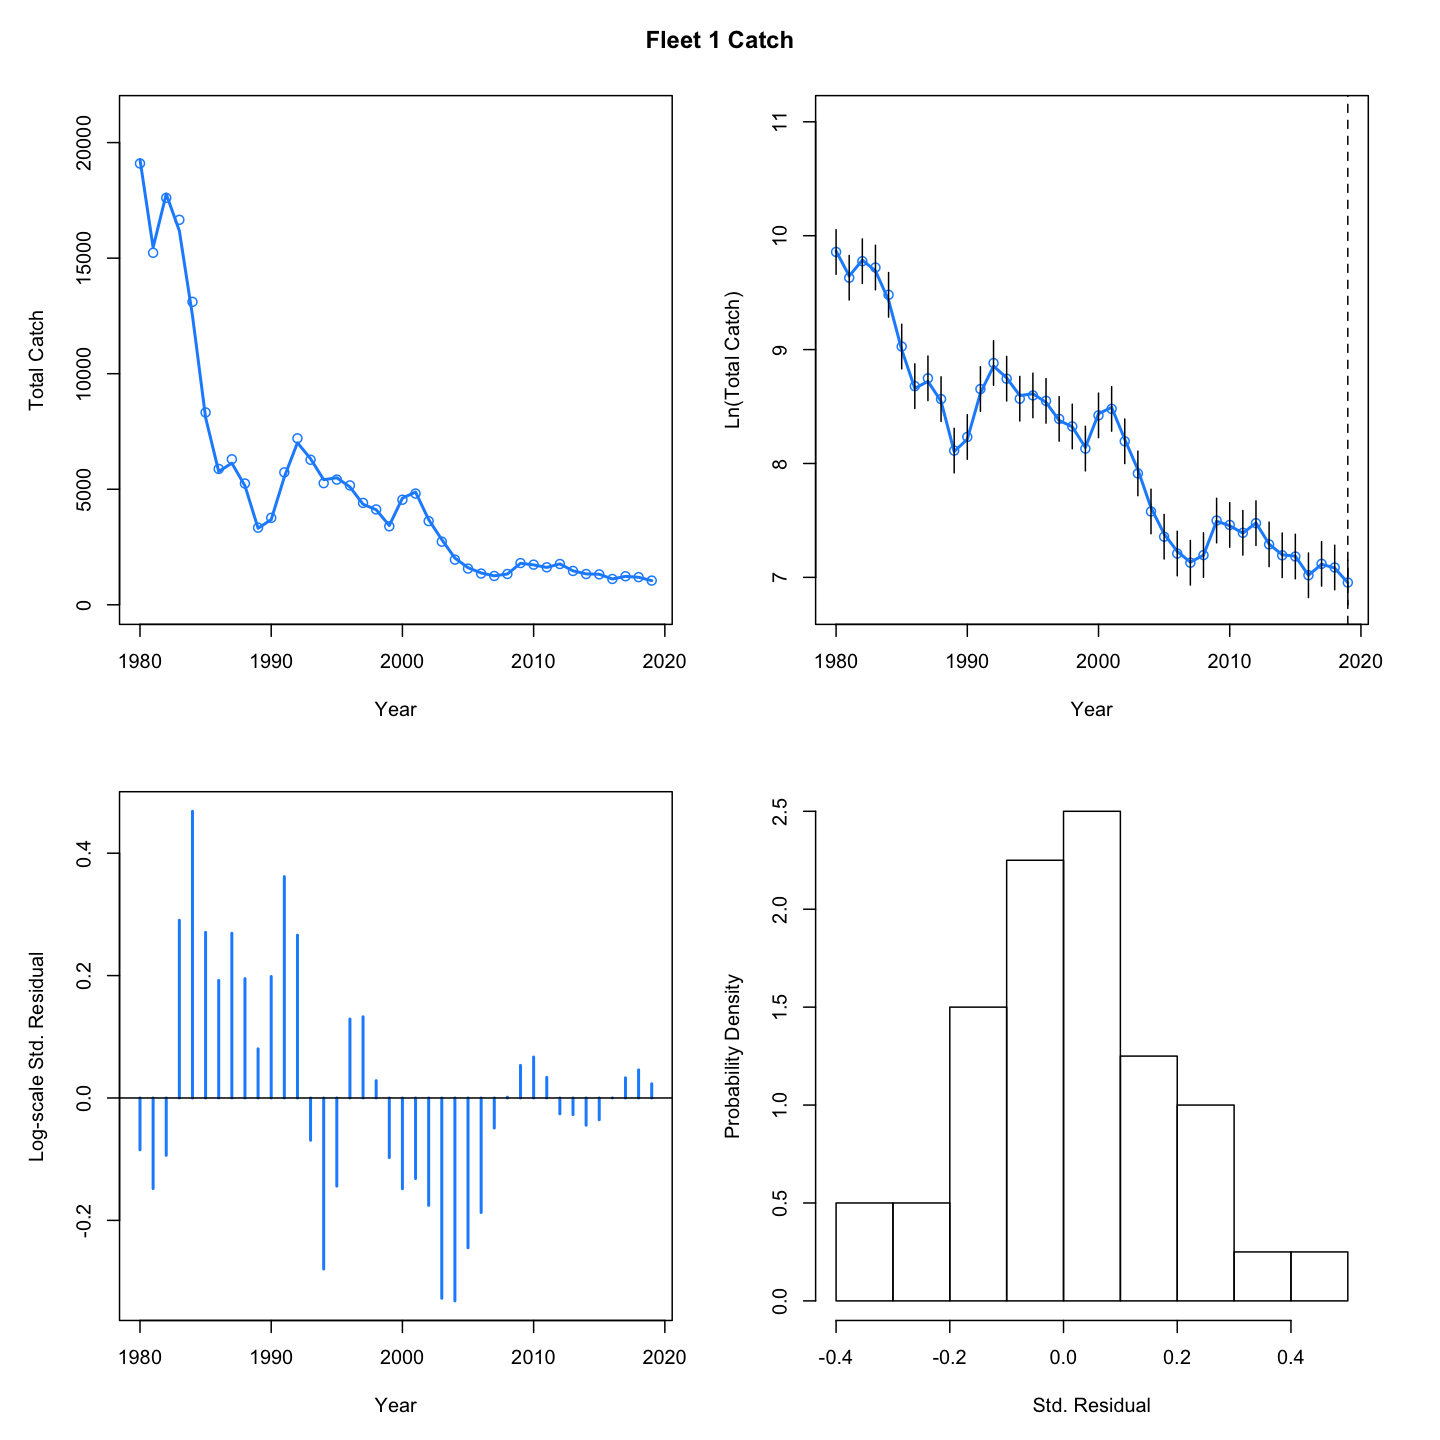 Fleet 1 Catch
Total Catch
20000
15000
10000
5000
0
1980 1990 2000 2010 2020
Year
Ln(Total Catch)
11
10
9
8
7
1980 1990 2000 2010 2020
Year
Log-scale Std. Residual
0.4
0.2
0.0
-0.2
1980 1990 2000 2010 2020
Year
Probability Density
2.5
2.0
1.5
1.0
0.5
0.0
-0.4 -0.2 0.0 0.2 0.4
Std. Residual